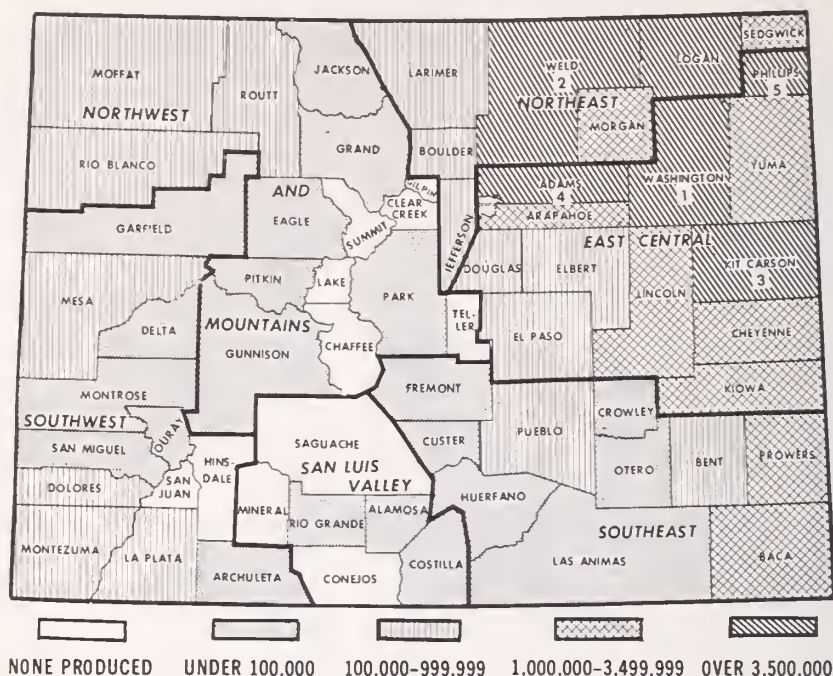 SEDGWICK
MOFFAT
ROUTT
JACKSON
LARIMER
WELD
2
LOGAN
PHILLIPS
5
NORTHWEST
NORTHEAST
MORGAN
RIO BLANCO
GRAND
BOULDER
YUMA
GILPIN
CLEAR
CREEK
ADAMS
4
WASHINGTON
1
AND
EAGLE
GARFIELD
SUMMIT
JEFFERSON
ARAPAHOE
EAST CENTRAL
DOUGLAS
ELBERT
KIT CARSON
3
PITKIN
LAKE
PARK
LINCOLN
MESA
DELTA
MOUNTAINS
TEL-
LER
EL PASO
CHEYENNE
GUNNISON
CHAFFEE
MONTROSE
FREMONT
KIOWA
SOUTHWEST
OURAY
CROWLEY
SAN MIGUEL
SAGUACHE
CUSTER
PUEBLO
HINS-
DALE
SAN LUIS
VALLEY
OTERO
BENT
PROWERS
DOLORES
SAN
JUAN
MINERAL
RIO GRANDE
ALAMOSA
HUERFANO
SOUTHEAST
MONTEZUMA
LA PLATA
ARCHULETA
CONEJOS
COSTILLA
LAS ANIMAS
BACA
NONE PRODUCED UNDER 100,000 100,000-999,999 1,000,000-3,499,999 OVER 3,500,000